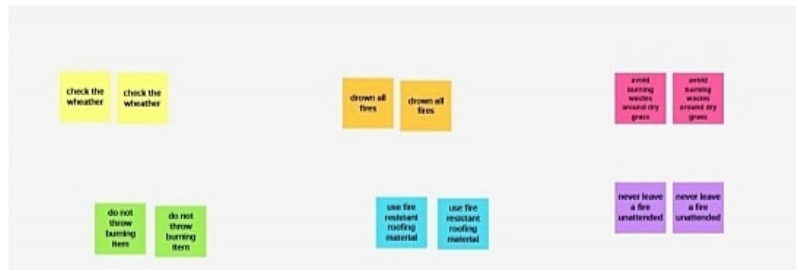 check the
wheather
check the
wheather
drown all
fires
drown all
fires
avoid
burning
wastes
around dry
grass
avoid
burning
wastes
around dry
grass
do not
throw
burning
item
do not
throw
burning
item
use fire
resistant
roofing
material
use fire
resistant
roofing
material
never leave
a fire
unattended
never leave
a fire
unattended